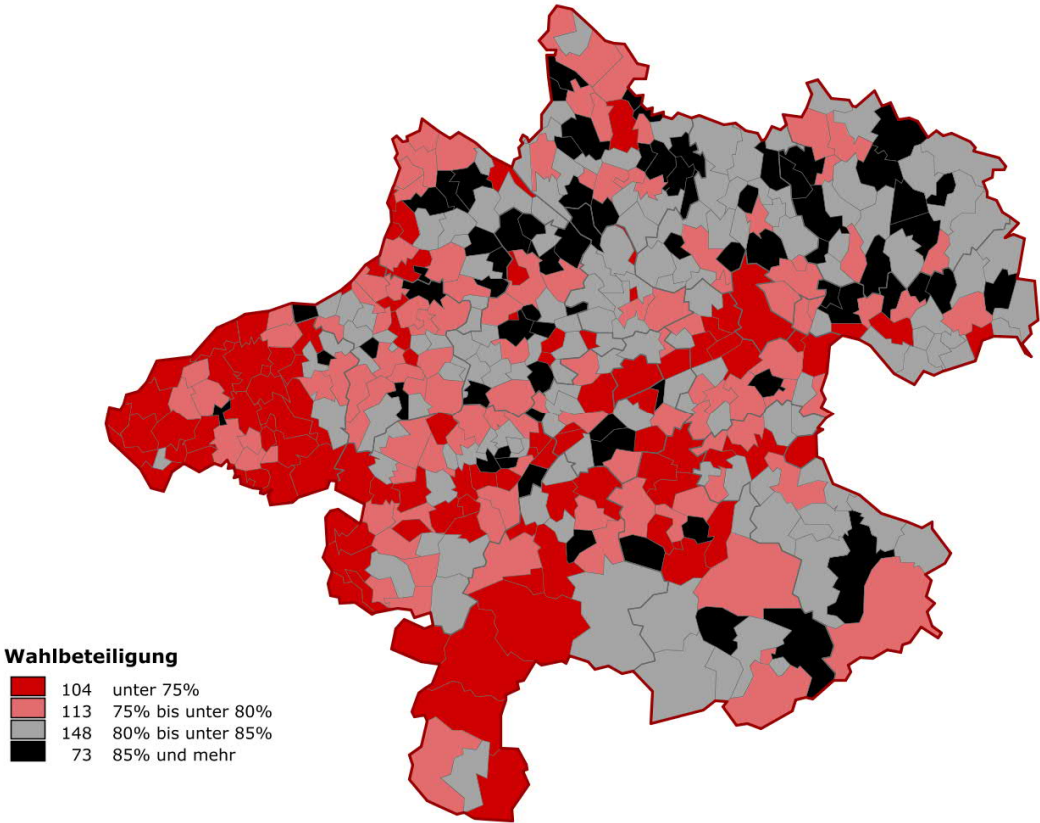 Wahlbeteiligung
104 unter 75%
113 75% bis unter 80%
148 80% bis unter 85%
73 85% und mehr